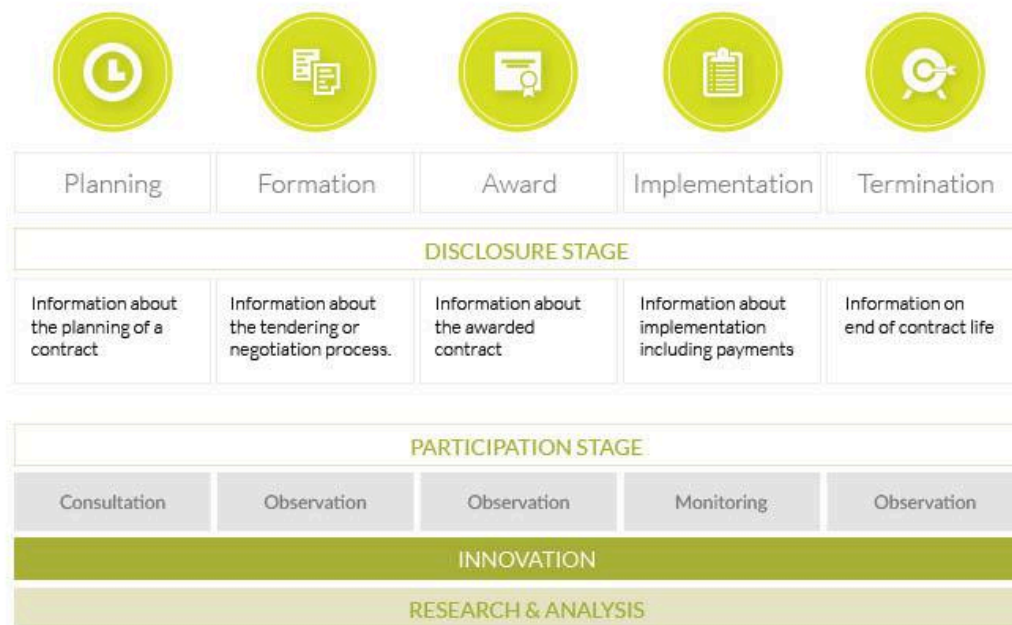 Planning
Formation
Award
Implementation
Termination
DISCLOSURE STAGE
Information about
the planning of a
contract
Information about
the tendering or
negotiation process.
Information about
the awarded
contract
Information about
implementation
including payments
Information on
end of contract life
PARTICIPATION STAGE
Consultation
Observation
Observation
Monitoring
Observation
INNOVATION
RESEARCH & ANALYSIS